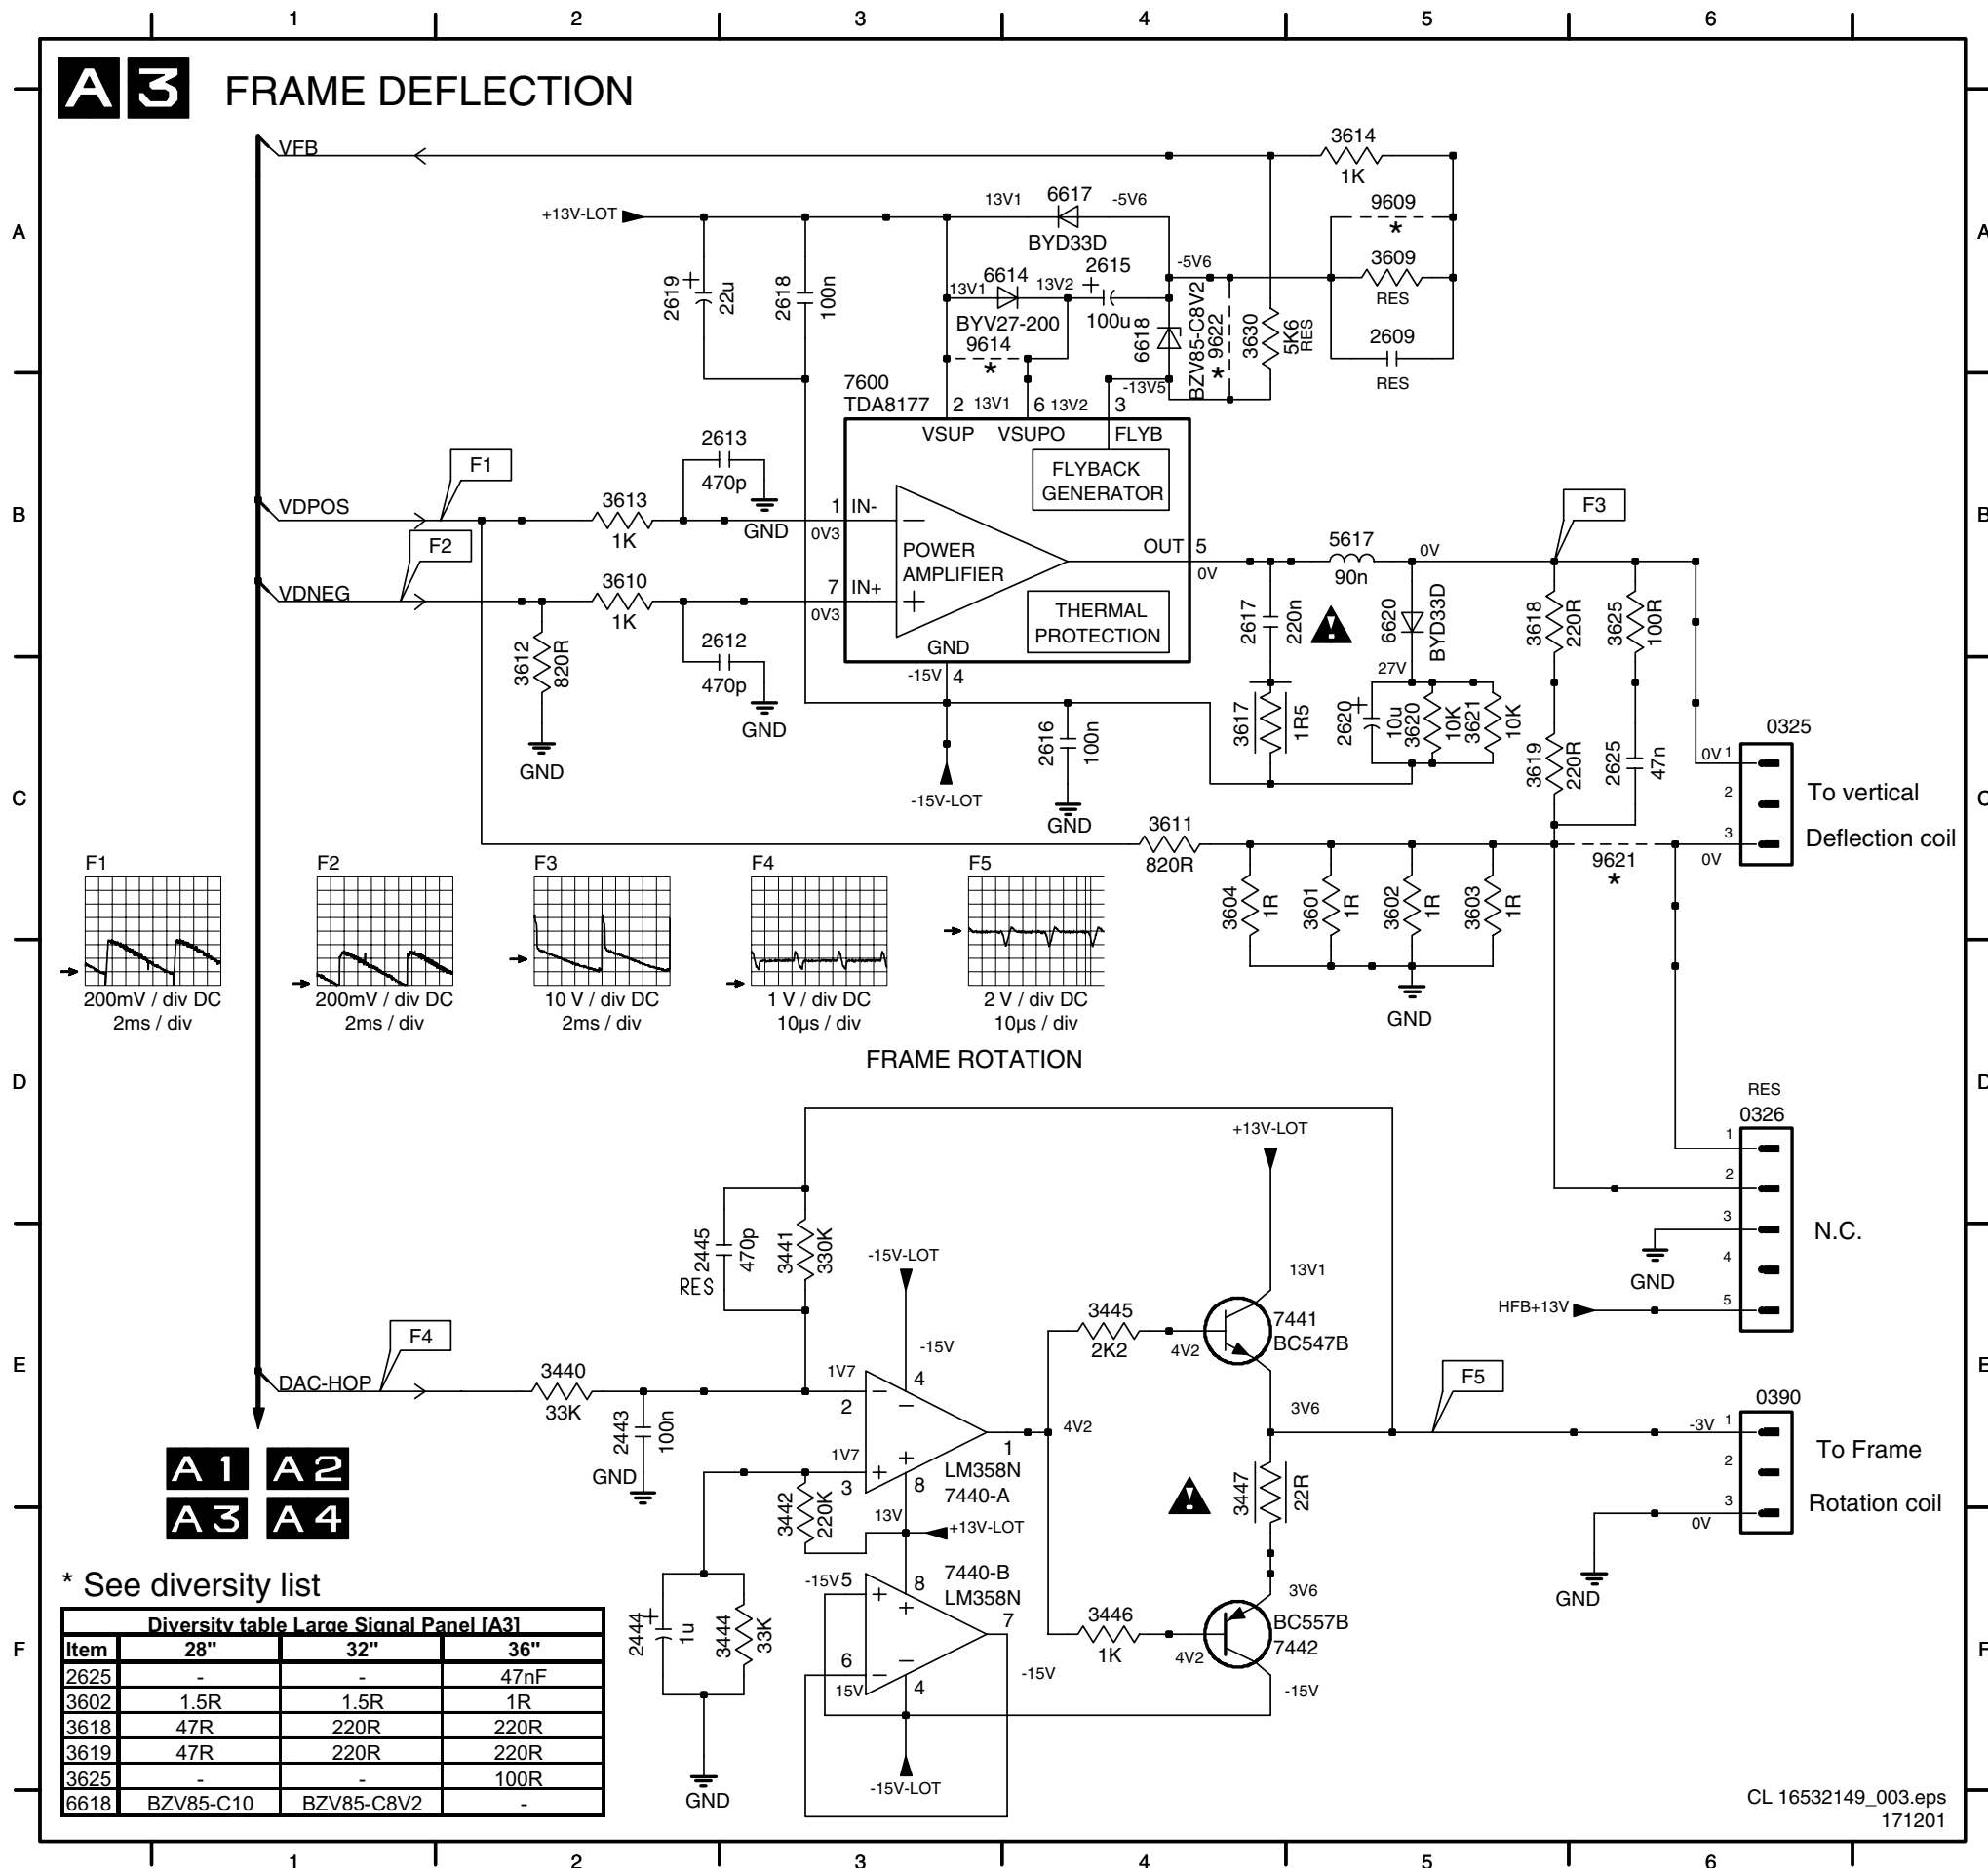 1 2 3 4 5 6
A3 FRAME DEFLECTION
VFB
3614
1K
9609
*
3609
RES
2609
RES
+13V-LOT
13V1
6617
-5V6
BYD33D
2619
22u
2618
100n
13V1
6614
13V2
BYV27-200
9614
*
2615
100u
-5V6
6618
BZV85-C8V2
* 9622
3630
5K6
RES
-13V5
A
A
7600
TDA8177
2 13V1
6 13V2
3
VSUP VSUPO FLYB
FLYBACK
GENERATOR
F1
VDPOS
3613
1K
2613
470p
GND
1 IN-
0V3
POWER
AMPLIFIER
OUT 5
0V
5617
90n
0V
F3
B
B
F2
VDNEG
3610
1K
7 IN+
0V3
THERMAL
PROTECTION
GND
-15V 4
3612
820R
GND
2612
470p
GND
2617
220n
6620
BYD33D
27V
3618
220R
3625
100R
2616
100n
GND
-15V-LOT
3617
1R5
2620
10u
3620
10K
3621
10K
3619
220R
2625
47n
0325
0V 1
2
3
0V
To vertical
Deflection coil
C
C
3611
820R
9621
*
3604
1R
3601
1R
3602
1R
3603
1R
GND
F1
200mV / div DC
2ms / div
F2
200mV / div DC
2ms / div
F3
10 V / div DC
2ms / div
F4
1 V / div DC
10µs / div
F5
2 V / div DC
10µs / div
FRAME ROTATION
D
D
RES
0326
1
2
3
4
5
N.C.
GND
HFB+13V
+13V-LOT
2445
470p
RES
3441
330K
-15V-LOT
-15V
13V1
7441
BC547B
3445
2K2
4V2
F4
DAC-HOP
3440
33K
2443
100n
GND
1V7
2
4
1V7
3
8
1
LM358N
7440-A
4V2
3V6
F5
E
E
0390
-3V 1
2
3
0V
To Frame
Rotation coil
GND
3447
22R
3442
220K
13V
+13V-LOT
A1 A2
A3 A4
-15V 5
8
7440-B
LM358N
7
6
15V
4
-15V
-15V-LOT
3446
1K
4V2
3V6
BC557B
7442
-15V
2444
1u
3444
33K
GND
F
F
* See diversity list
Diversity table Large Signal Panel [A3]
Item 28" 32" 36"
2625 - - 47nF
3602 1.5R 1.5R 1R
3618 47R 220R 220R
3619 47R 220R 220R
3625 - - 100R
6618 BZV85-C10 BZV85-C8V2 -
CL 16532149_003.eps
171201
1 2 3 4 5 6